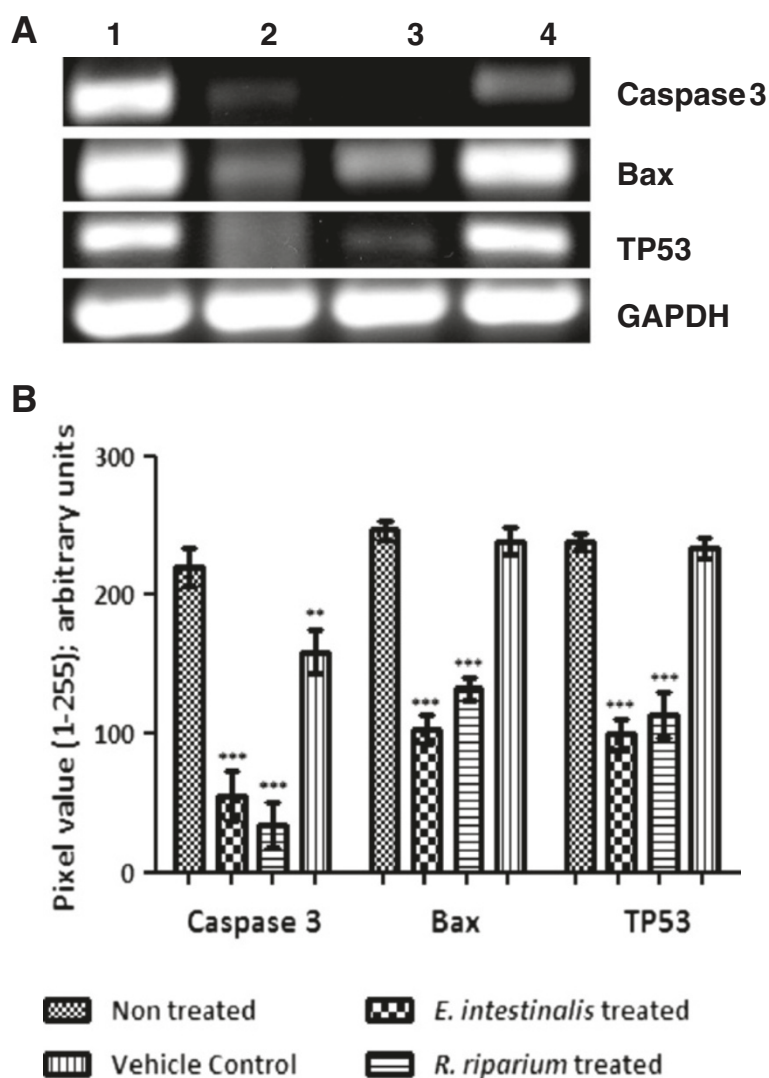 A
1 2 3 4
Caspase 3
Bax
TP53
GAPDH
B
Pixel value (1-255); arbitrary units
300
200
100
0
***
***
**
***
***
***
***
Caspase 3 Bax TP53
Non treated
E. intestinalis treated
Vehicle Control
R. riparium treated